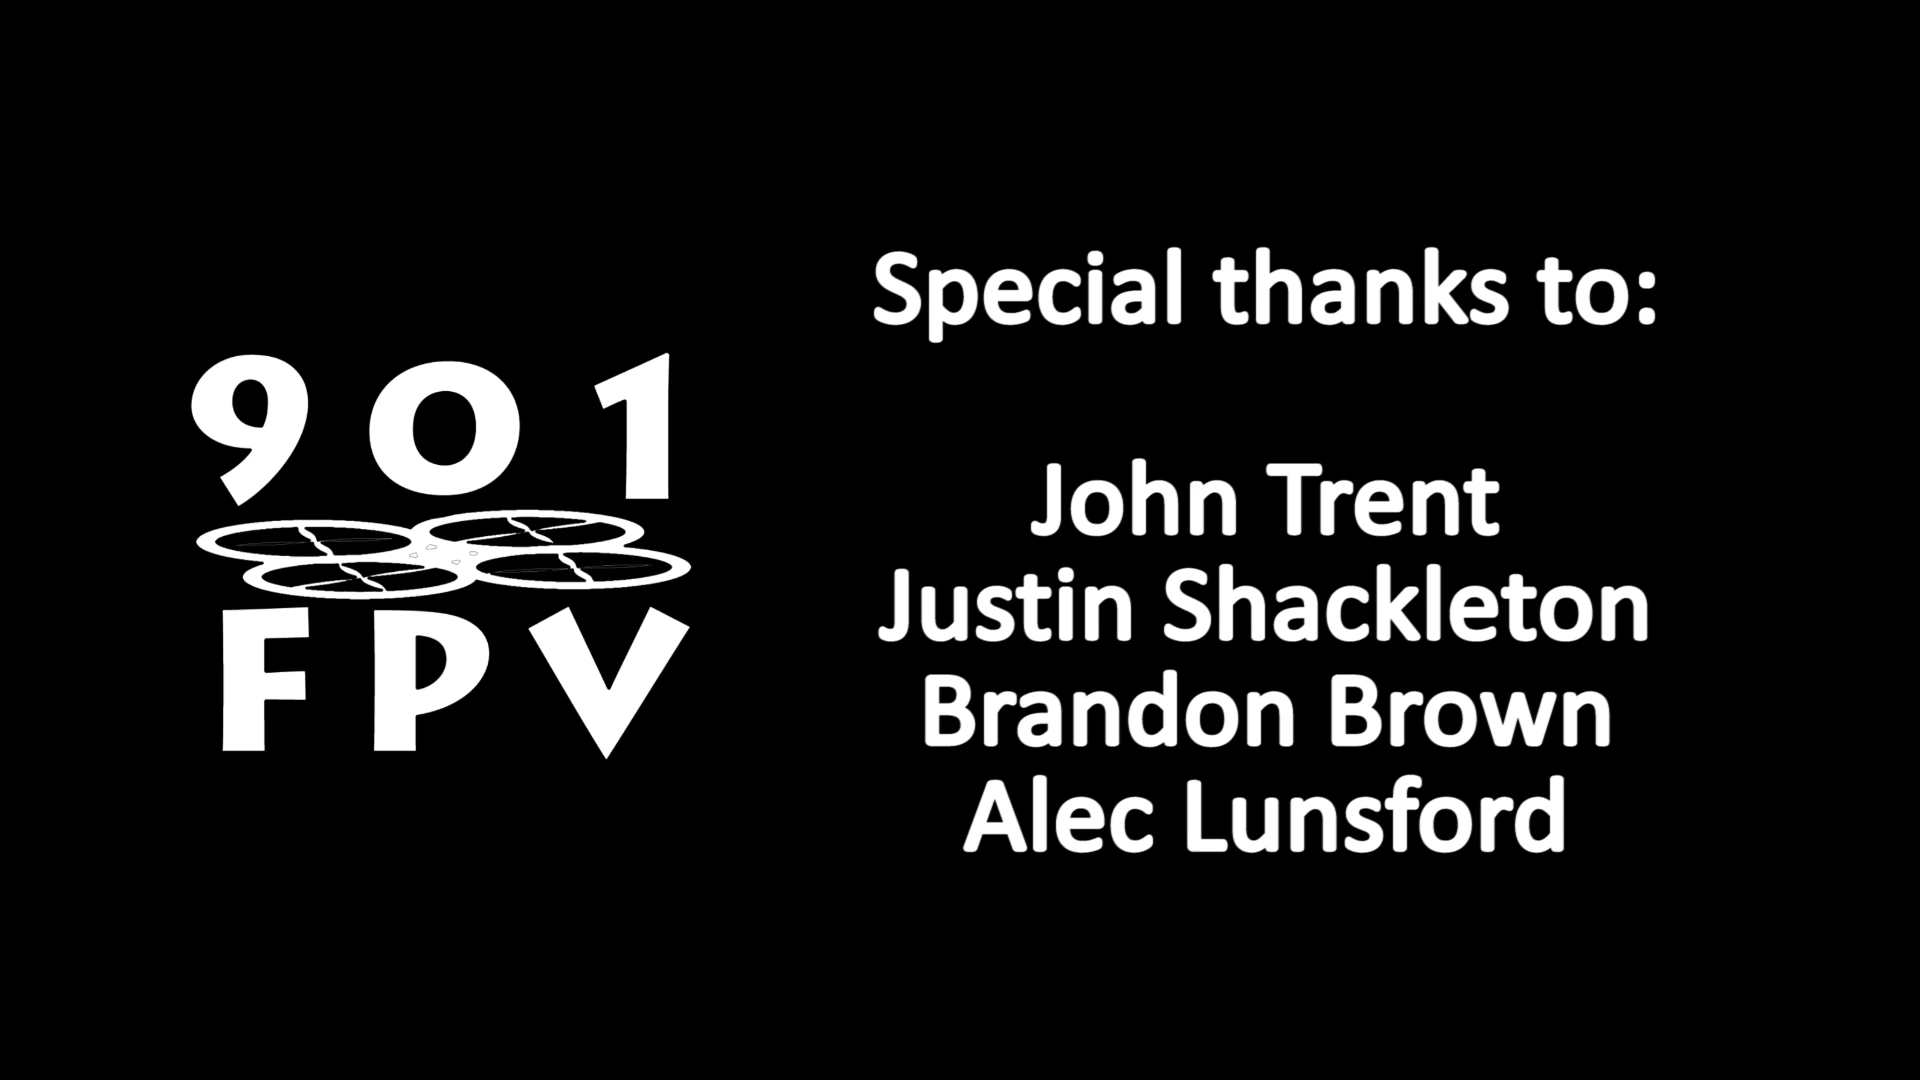 901
FPV
Special thanks to:
John Trent
Justin Shackleton
Brandon Brown
Alec Lunsford